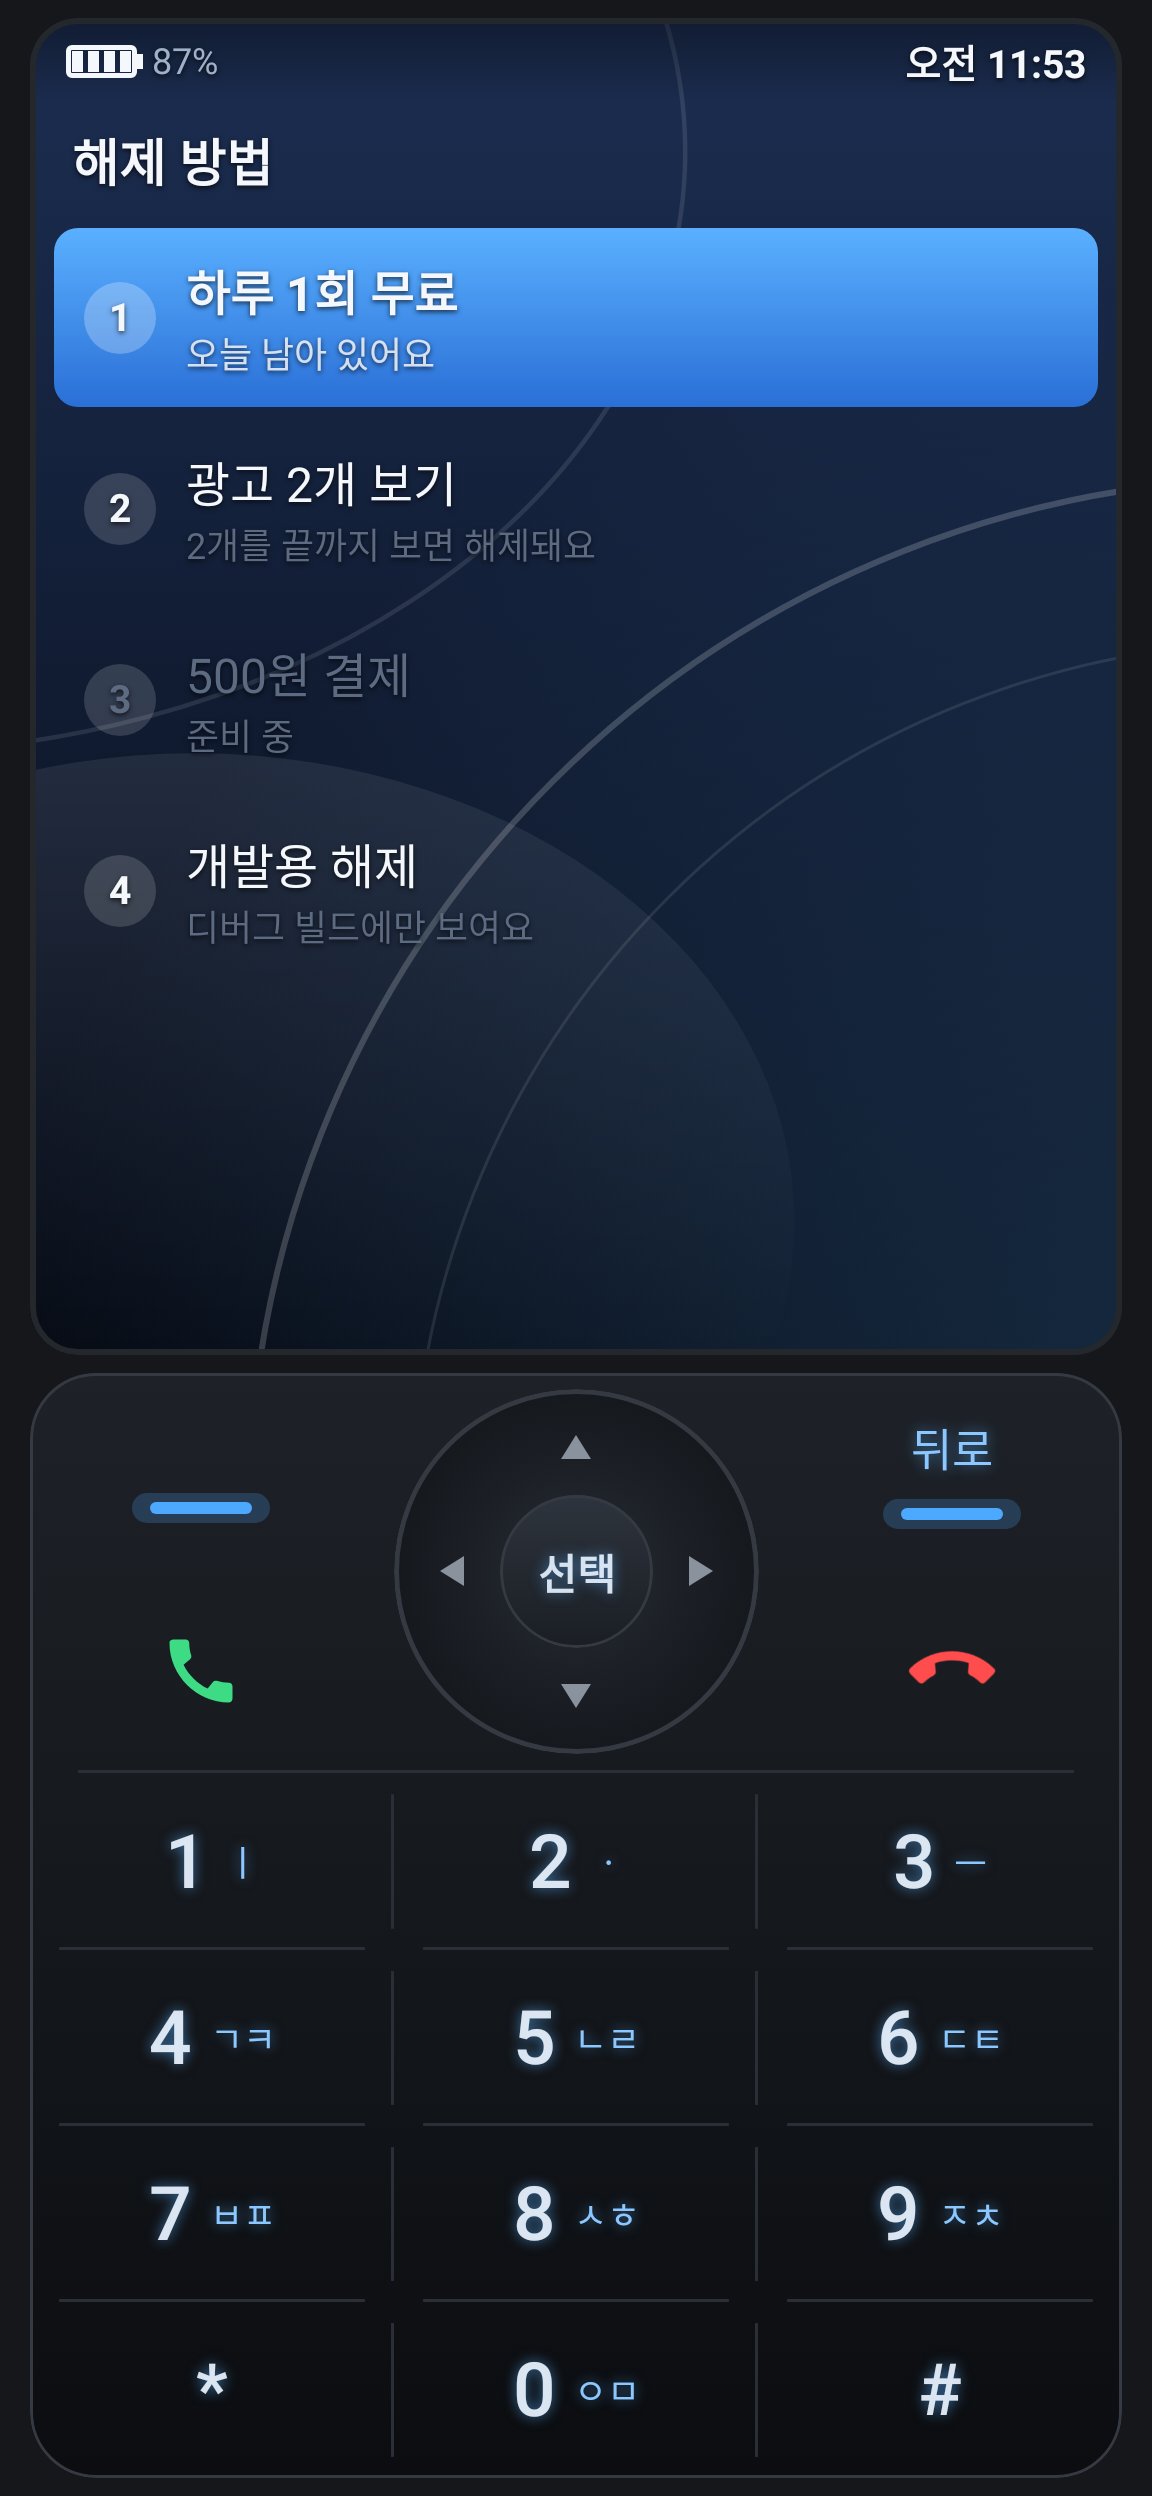 87% 오전 11:53
해제 방법
1 하루 1회 무료
오늘 남아 있어요
2 광고 2개 보기
2개를 끝까지 보면 해제돼요
3 500원 결제
준비 중
4 개발용 해제
디버그 빌드에만 보여요
뒤로
선택
1 ㅣ 2 · 3 ㅡ
4 ㄱㅋ 5 ㄴㄹ 6 ㄷㅌ
7 ㅂㅍ 8 ㅅㅎ 9 ㅈㅊ
* 0 ㅇㅁ #